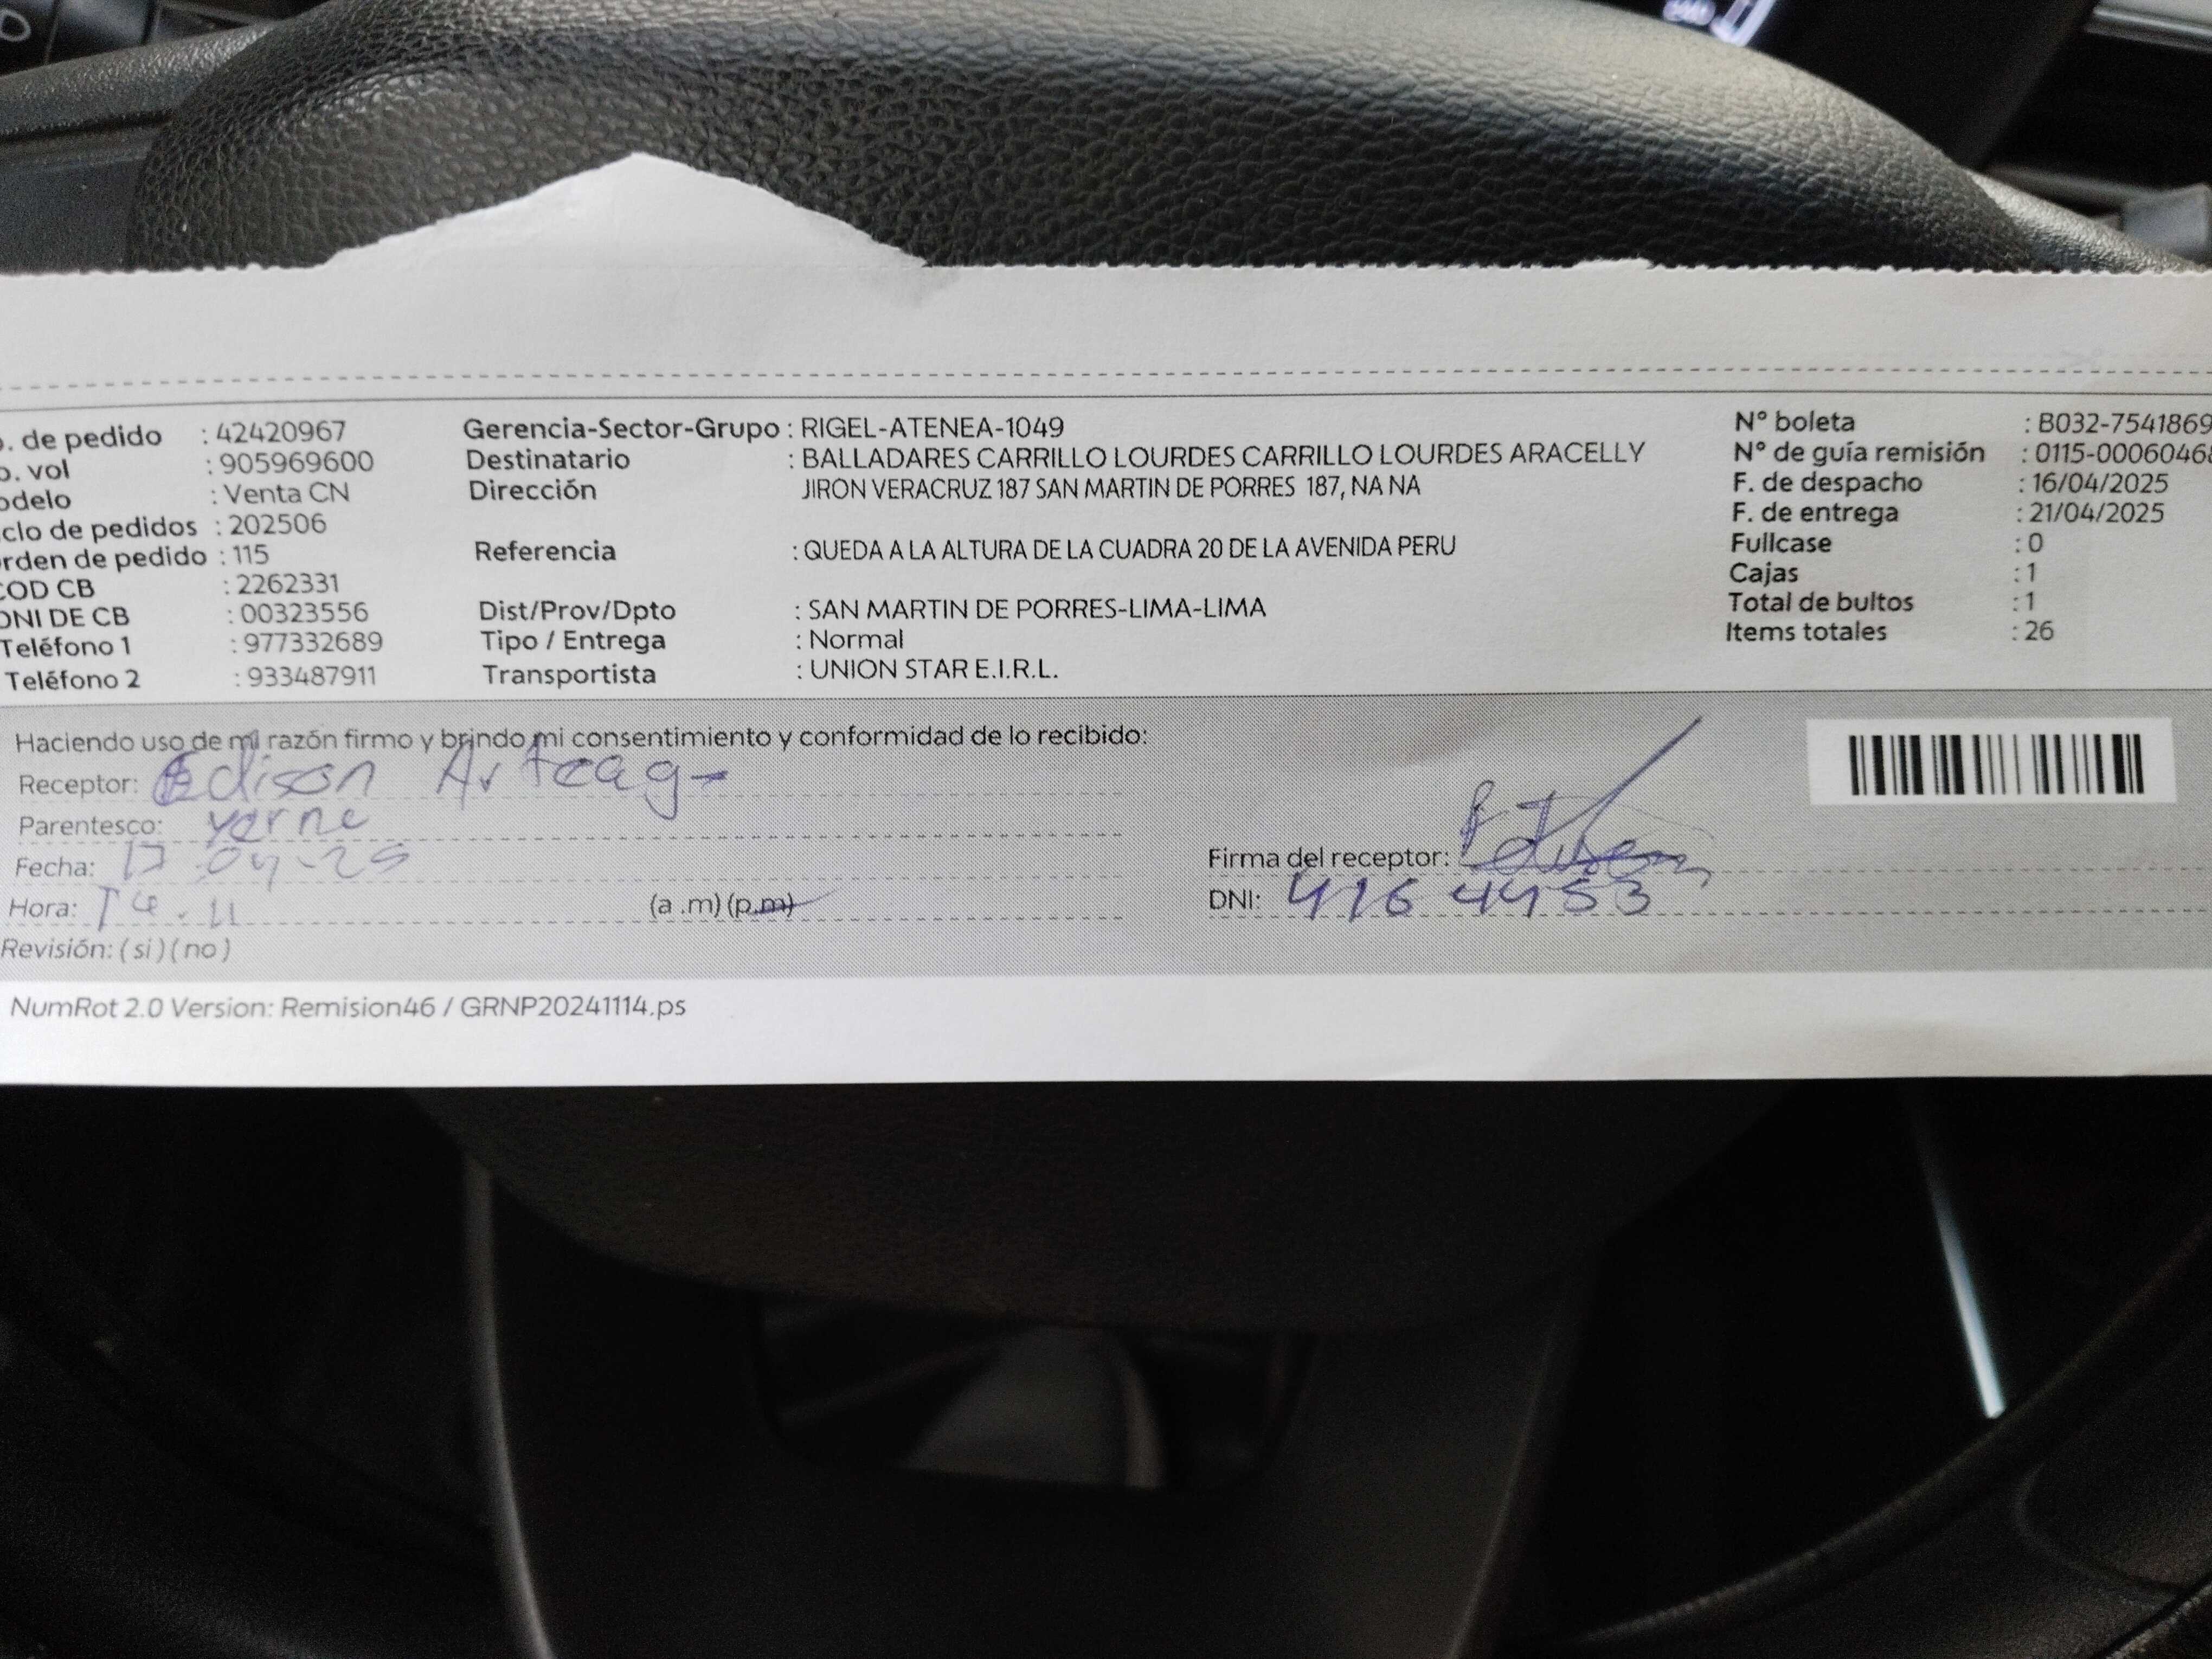 . de pedido : 42420967
o. vol : 905969600
odelo : Venta CN
clo de pedidos : 202506
rden de pedido : 115
COD CB : 2262331
DNI DE CB : 00323556
Teléfono 1 : 977332689
Teléfono 2 : 933487911
Gerencia-Sector-Grupo : RIGEL-ATENEA-1049
Destinatario : BALLADARES CARRILLO LOURDES CARRILLO LOURDES ARACELLY
Dirección JIRON VERACRUZ 187 SAN MARTIN DE PORRES 187, NA NA
Referencia : QUEDA A LA ALTURA DE LA CUADRA 20 DE LA AVENIDA PERU
Dist/Prov/Dpto : SAN MARTIN DE PORRES-LIMA-LIMA
Tipo / Entrega : Normal
Transportista : UNION STAR E.I.R.L.
N° boleta : B032-7541869
N° de guía remisión : 0115-0006046
F. de despacho : 16/04/2025
F. de entrega : 21/04/2025
Fullcase : 0
Cajas : 1
Total de bultos : 1
Items totales : 26
Haciendo uso de mi razón firmo y brindo mi consentimiento y conformidad de lo recibido:
Receptor: Edison Arteaga
Parentesco: Yerne
Fecha: 17-04-25
Hora: (a .m) (p.m)
Revisión: ( si ) ( no )
Firma del receptor:
DNI: 41644453
NumRot 2.0 Version: Remision46 / GRNP20241114.ps